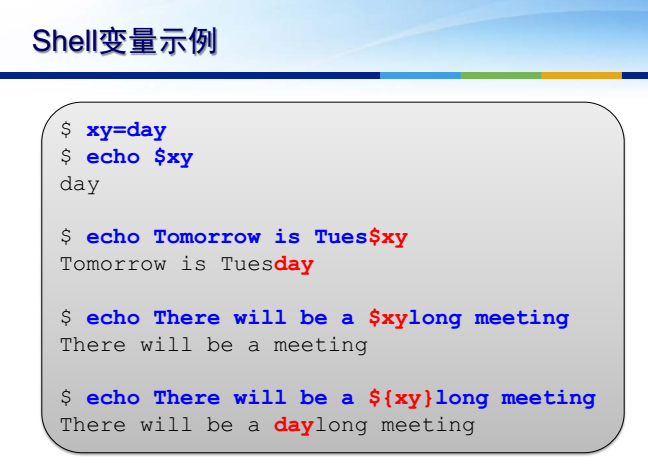 Shell变量示例
$ xy=day
$ echo $xy
day
$ echo Tomorrow is Tues$xy
Tomorrow is Tuesday
$ echo There will be a $xylong meeting
There will be a meeting
$ echo There will be a ${xy}long meeting
There will be a daylong meeting